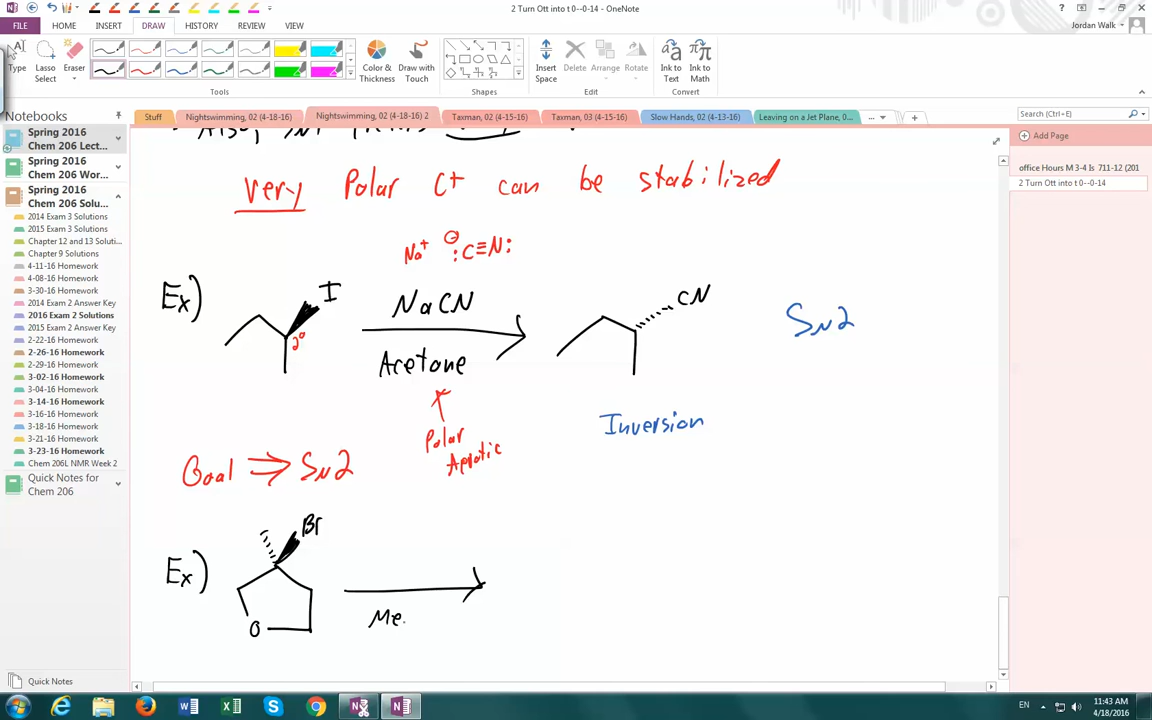 2 Turn Ott into t 0--0-14 - OneNote
Jordan Walk
FILE HOME INSERT DRAW HISTORY REVIEW VIEW
Type
Lasso Select
Eraser
Color & Thickness
Draw with Touch
Insert Space
Delete
Arrange
Rotate
Ink to Text
Ink to Math
Tools
Shapes
Edit
Convert
Notebooks
Stuff
Nightswimming, 02 (4-18-16)
Nightswimming, 02 (4-18-16) 2
Taxman, 02 (4-15-16)
Taxman, 03 (4-15-16)
Slow Hands, 02 (4-13-16)
Leaving on a Jet Plane, 0...
Search (Ctrl+E)
Add Page
office Hours M 3-4 Is 711-12 (201
2 Turn Ott into t 0--0-14
Spring 2016
Chem 206 Lect...
Spring 2016
Chem 206 Wor...
Spring 2016
Chem 206 Solu...
2014 Exam 3 Solutions
2015 Exam 3 Solutions
Chapter 12 and 13 Soluti...
Chapter 9 Solutions
4-11-16 Homework
4-08-16 Homework
3-30-16 Homework
2014 Exam 2 Answer Key
2016 Exam 2 Solutions
2015 Exam 2 Answer Key
2-22-16 Homework
2-26-16 Homework
2-29-16 Homework
3-02-16 Homework
3-04-16 Homework
3-14-16 Homework
3-16-16 Homework
3-18-16 Homework
3-21-16 Homework
3-23-16 Homework
Chem 206L NMR Week 2
Quick Notes for
Chem 206
Quick Notes
very Polar C+ can be stabilized
Na+ ⊖:C≡N:
Ex)
I
2°
NaCN
Acetone
CN
SN2
Polar
Aprotic
Inversion
Goal ⇒ SN2
Ex)
Br
O
Me
EN
11:43 AM
4/18/2016